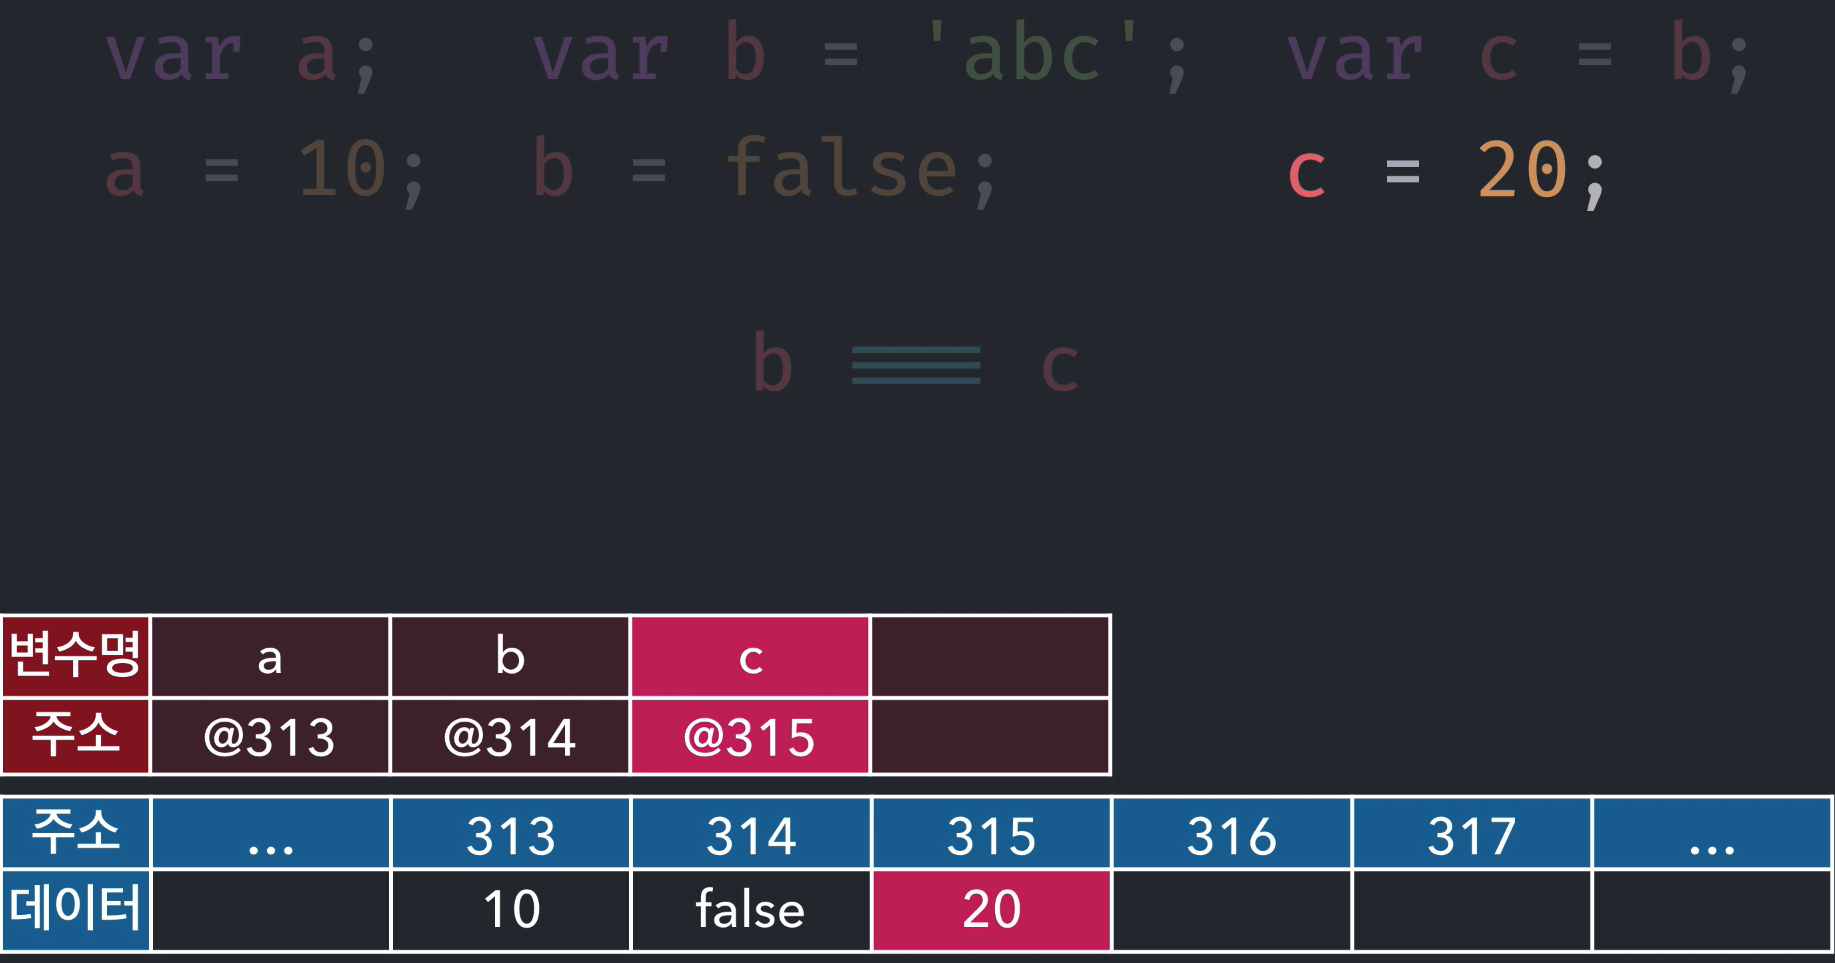 var a; var b = 'abc'; var c = b;
a = 10; b = false; c = 20;
b ≡ c
변수명 a b c
주소 @313 @314 @315
주소 ... 313 314 315 316 317 ...
데이터 10 false 20